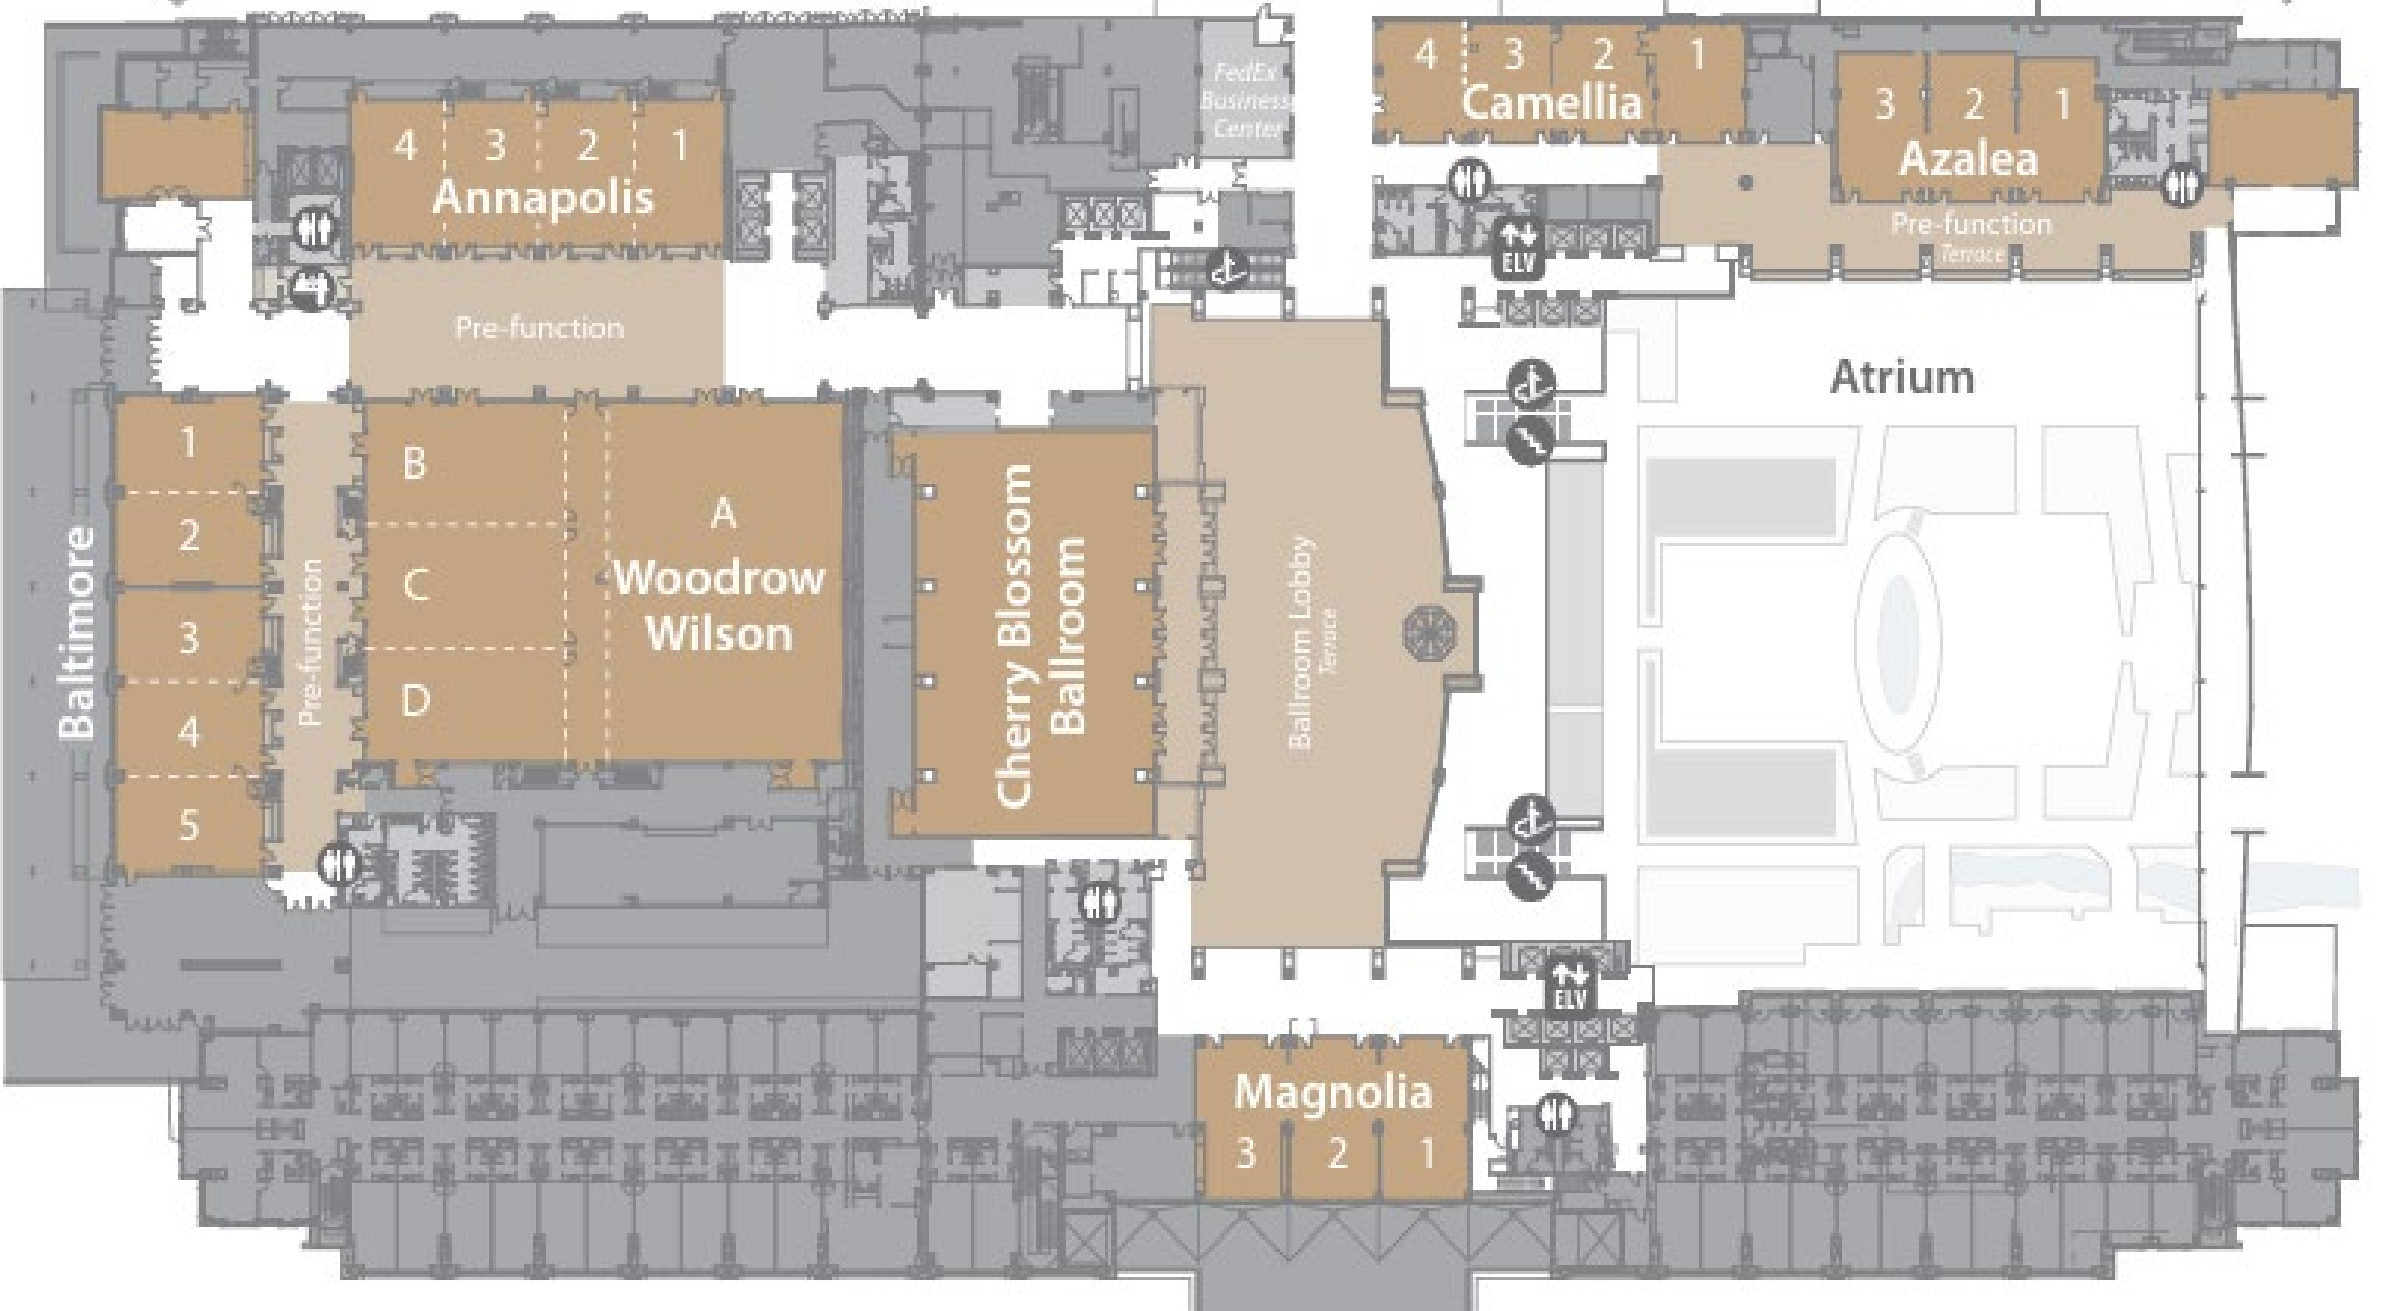 4 3 2 1
Camellia
FedEx
Business
Center
3 2 1
Azalea
Pre-function
Terrace
4 3 2 1
Annapolis
ELV
Pre-function
Atrium
Baltimore
1
2
3
4
5
Pre-function
B
C
D
A
Woodrow
Wilson
Cherry Blossom
Ballroom
Ballroom Lobby
Terrace
ELV
Magnolia
3 2 1